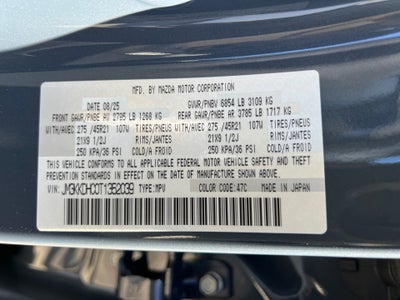 MFD. BY MAZDA MOTOR CORPORATION
DATE 08/25 GVWR/PNBV 6854 LB 3109 KG
FRONT GAWR/PNBE AV 2785 LB 1268 KG REAR GAWR/PNBE AR 3785 LB 1717 KG
WITH/AVEC 275 /45R21 107W TIRES/PNEUS WITH/AVEC 275 /45R21 107W TIRES/PNEUS
21X9 1/2J RIMS/JANTES 21X9 1/2J RIMS/JANTES
250 KPA/36 PSI COLD/A FROID 250 KPA/36 PSI COLD/A FROID
THIS VEHICLE CONFORMS TO ALL APPLICABLE FEDERAL MOTOR VEHICLE SAFETY AND THEFT
PREVENTION STANDARDS IN EFFECT ON THE DATE OF MANUFACTURE SHOWN ABOVE.
VIN: JM3KKDHC0T1352039 TYPE:MPV COLOR CODE: 47C MADE IN JAPAN